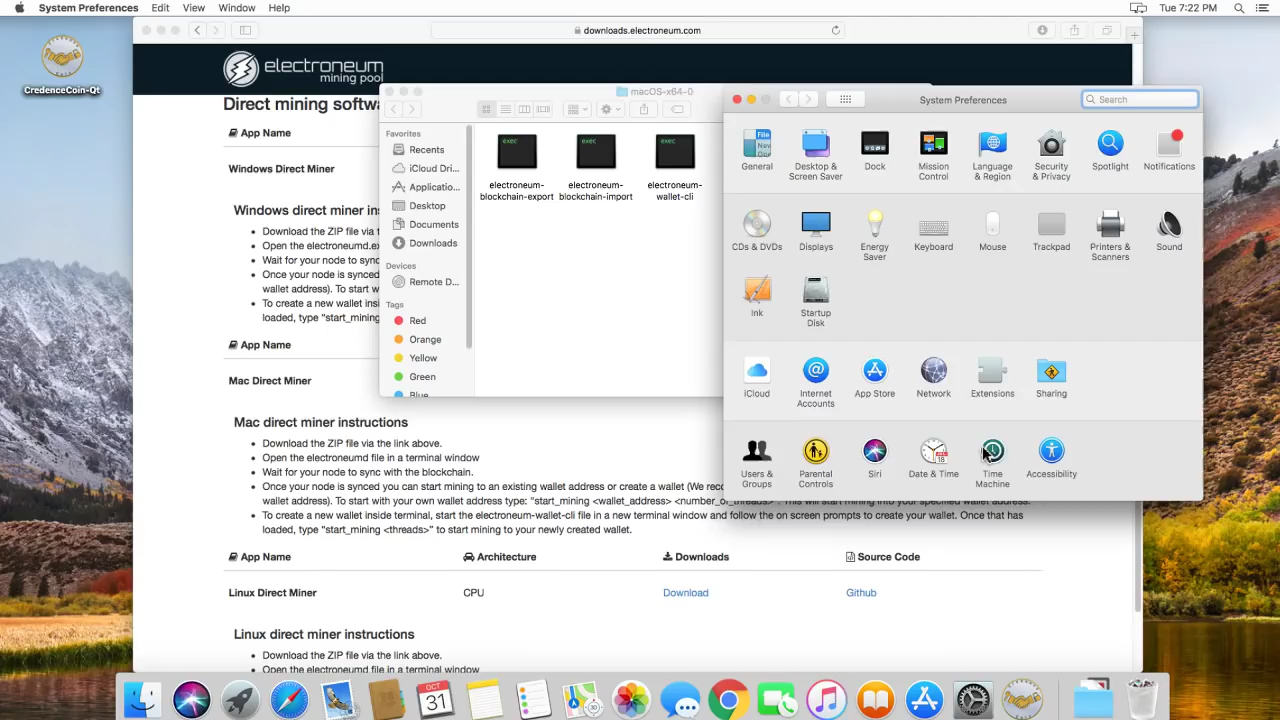 System Preferences Edit View Window Help Tue 7:22 PM
CredenceCoin-Qt
downloads.electroneum.com
electroneum
mining pool
Direct mining softwa
App Name
Windows Direct Miner
Windows direct miner ins
Download the ZIP file via t
Open the electroneumd.ex
Wait for your node to sync
Once your node is synced
wallet address). To start w
To create a new wallet insi
loaded, type "start_mining
App Name
Mac Direct Miner
Mac direct miner instructions
Download the ZIP file via the link above.
Open the electroneumd file in a terminal window
Wait for your node to sync with the blockchain.
Once your node is synced you can start mining to an existing wallet address or create a wallet (We reco
wallet address). To start with your own wallet address type: "start_mining <wallet_address> <number_of_threads>". This will start mining into your specified wallet address.
To create a new wallet inside terminal, start the electroneum-wallet-cli file in a new terminal window and follow the on screen prompts to create your wallet. Once that has
loaded, type "start_mining <threads>" to start mining to your newly created wallet.
App Name Architecture Downloads Source Code
Linux Direct Miner CPU Download Github
Linux direct miner instructions
Download the ZIP file via the link above.
Open the electroneumd file in a terminal window
macOS-x64-0
Favorites
Recents
iCloud Dri...
Applicatio...
Desktop
Documents
Downloads
Devices
Remote D...
Tags
Red
Orange
Yellow
Green
Blue
exec exec exec
electroneum-blockchain-export
electroneum-blockchain-import
electroneum-wallet-cli
System Preferences
Search
File
New
General
Desktop & Screen Saver
Dock
Mission Control
Language & Region
Security & Privacy
Spotlight
Notifications
CDs & DVDs
Displays
Energy Saver
Keyboard
Mouse
Trackpad
Printers & Scanners
Sound
Ink
Startup Disk
iCloud
Internet Accounts
App Store
Network
Extensions
Sharing
Users & Groups
Parental Controls
Siri
18
Date & Time
Time Machine
Accessibility
OCT
31